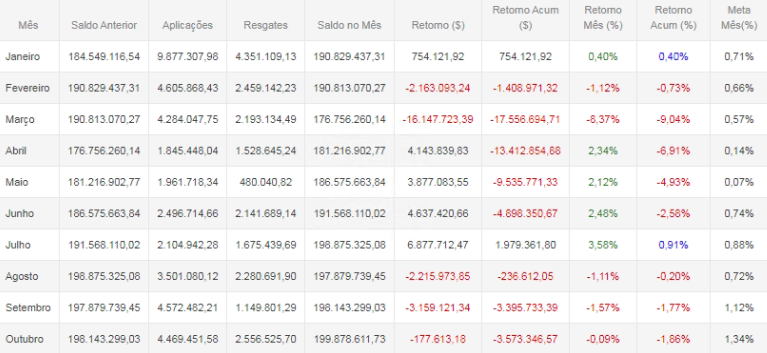 Mês Saldo Anterior Aplicações Resgates Saldo no Mês Retorno ($) Retorno Acum ($) Retorno Mês (%) Retorno Acum (%) Meta Mês(%)
Janeiro 184.549.116,54 9.877.307,98 4.351.109,13 190.829.437,31 754.121,92 754.121,92 0,40% 0,40% 0,71%
Fevereiro 190.829.437,31 4.605.868,43 2.459.142,23 190.813.070,27 -2.163.093,24 -1.408.971,32 -1,12% -0,73% 0,66%
Março 190.813.070,27 4.284.047,75 2.193.134,49 176.756.260,14 -16.147.723,39 -17.556.694,71 -8,37% -9,04% 0,57%
Abril 176.756.260,14 1.845.448,04 1.528.645,24 181.216.902,77 4.143.839,83 -13.412.854,88 2,34% -6,91% 0,14%
Maio 181.216.902,77 1.961.718,34 480.040,82 186.575.663,84 3.877.083,55 -9.535.771,33 2,12% -4,93% 0,07%
Junho 186.575.663,84 2.496.714,66 2.141.689,14 191.568.110,02 4.637.420,66 -4.898.350,67 2,48% -2,58% 0,74%
Julho 191.568.110,02 2.104.942,28 1.675.439,69 198.875.325,08 6.877.712,47 1.979.361,80 3,58% 0,91% 0,88%
Agosto 198.875.325,08 3.501.080,12 2.280.691,90 197.879.739,45 -2.215.973,65 -236.612,05 -1,11% -0,20% 0,72%
Setembro 197.879.739,45 4.572.482,21 1.149.801,29 198.143.299,03 -3.159.121,34 -3.395.733,39 -1,57% -1,77% 1,12%
Outubro 198.143.299,03 4.469.451,58 2.556.525,70 199.878.611,73 -177.613,18 -3.573.346,57 -0,09% -1,86% 1,34%